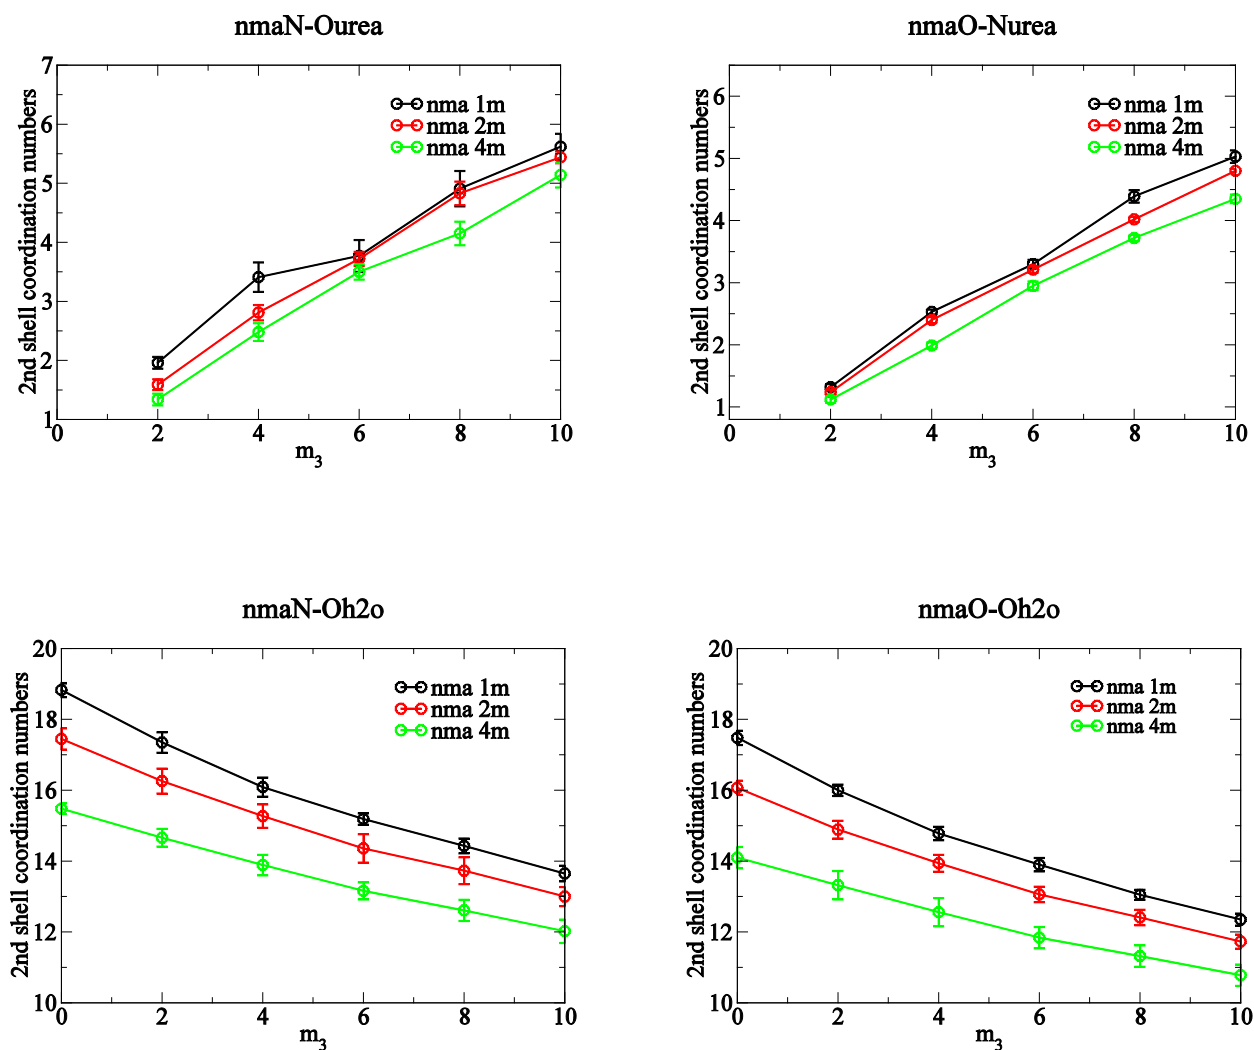 nmaN-Ourea
2nd shell coordination numbers
7
6
5
4
3
2
1
nma 1m
nma 2m
nma 4m
0 2 4 6 8 10
m3
nmaO-Nurea
2nd shell coordination numbers
6
5
4
3
2
1
nma 1m
nma 2m
nma 4m
0 2 4 6 8 10
m3
nmaN-Oh2o
2nd shell coordination numbers
20
18
16
14
12
10
nma 1m
nma 2m
nma 4m
0 2 4 6 8 10
m3
nmaO-Oh2o
2nd shell coordination numbers
20
18
16
14
12
10
nma 1m
nma 2m
nma 4m
0 2 4 6 8 10
m3